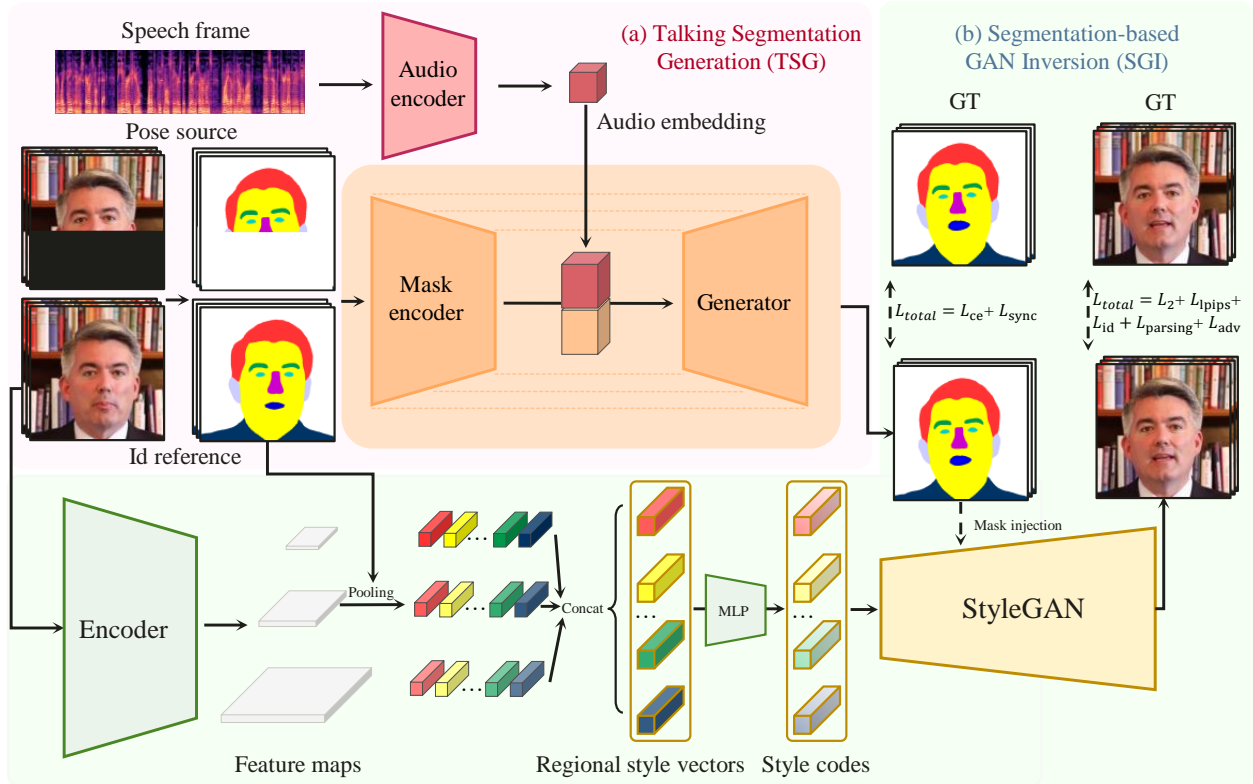 Speech frame
Audio
encoder
(a) Talking Segmentation
Generation (TSG)
(b) Segmentation-based
GAN Inversion (SGI)
GT
GT
Pose source
Audio embedding
Mask
encoder
Generator
L_total = L_ce + L_sync
L_total = L_2 + L_lpips +
L_id + L_parsing + L_adv
Id reference
Mask injection
Encoder
Pooling
...
...
...
Concat
...
MLP
...
StyleGAN
Feature maps
Regional style vectors
Style codes